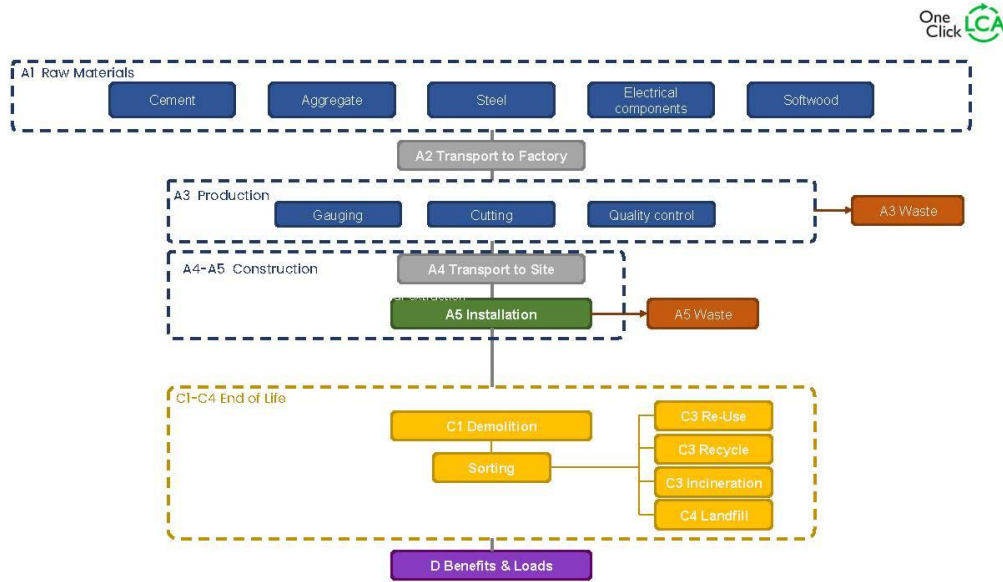 One
Click LCA
A1 Raw Materials
Cement
Aggregate
Steel
Electrical
components
Softwood
A2 Transport to Factory
A3 Production
Gauging
Cutting
Quality control
A3 Waste
A4-A5 Construction
A4 Transport to Site
extraction
A5 Installation
A5 Waste
C1-C4 End of Life
C1 Demolition
Sorting
C3 Re-Use
C3 Recycle
C3 Incineration
C4 Landfill
D Benefits & Loads